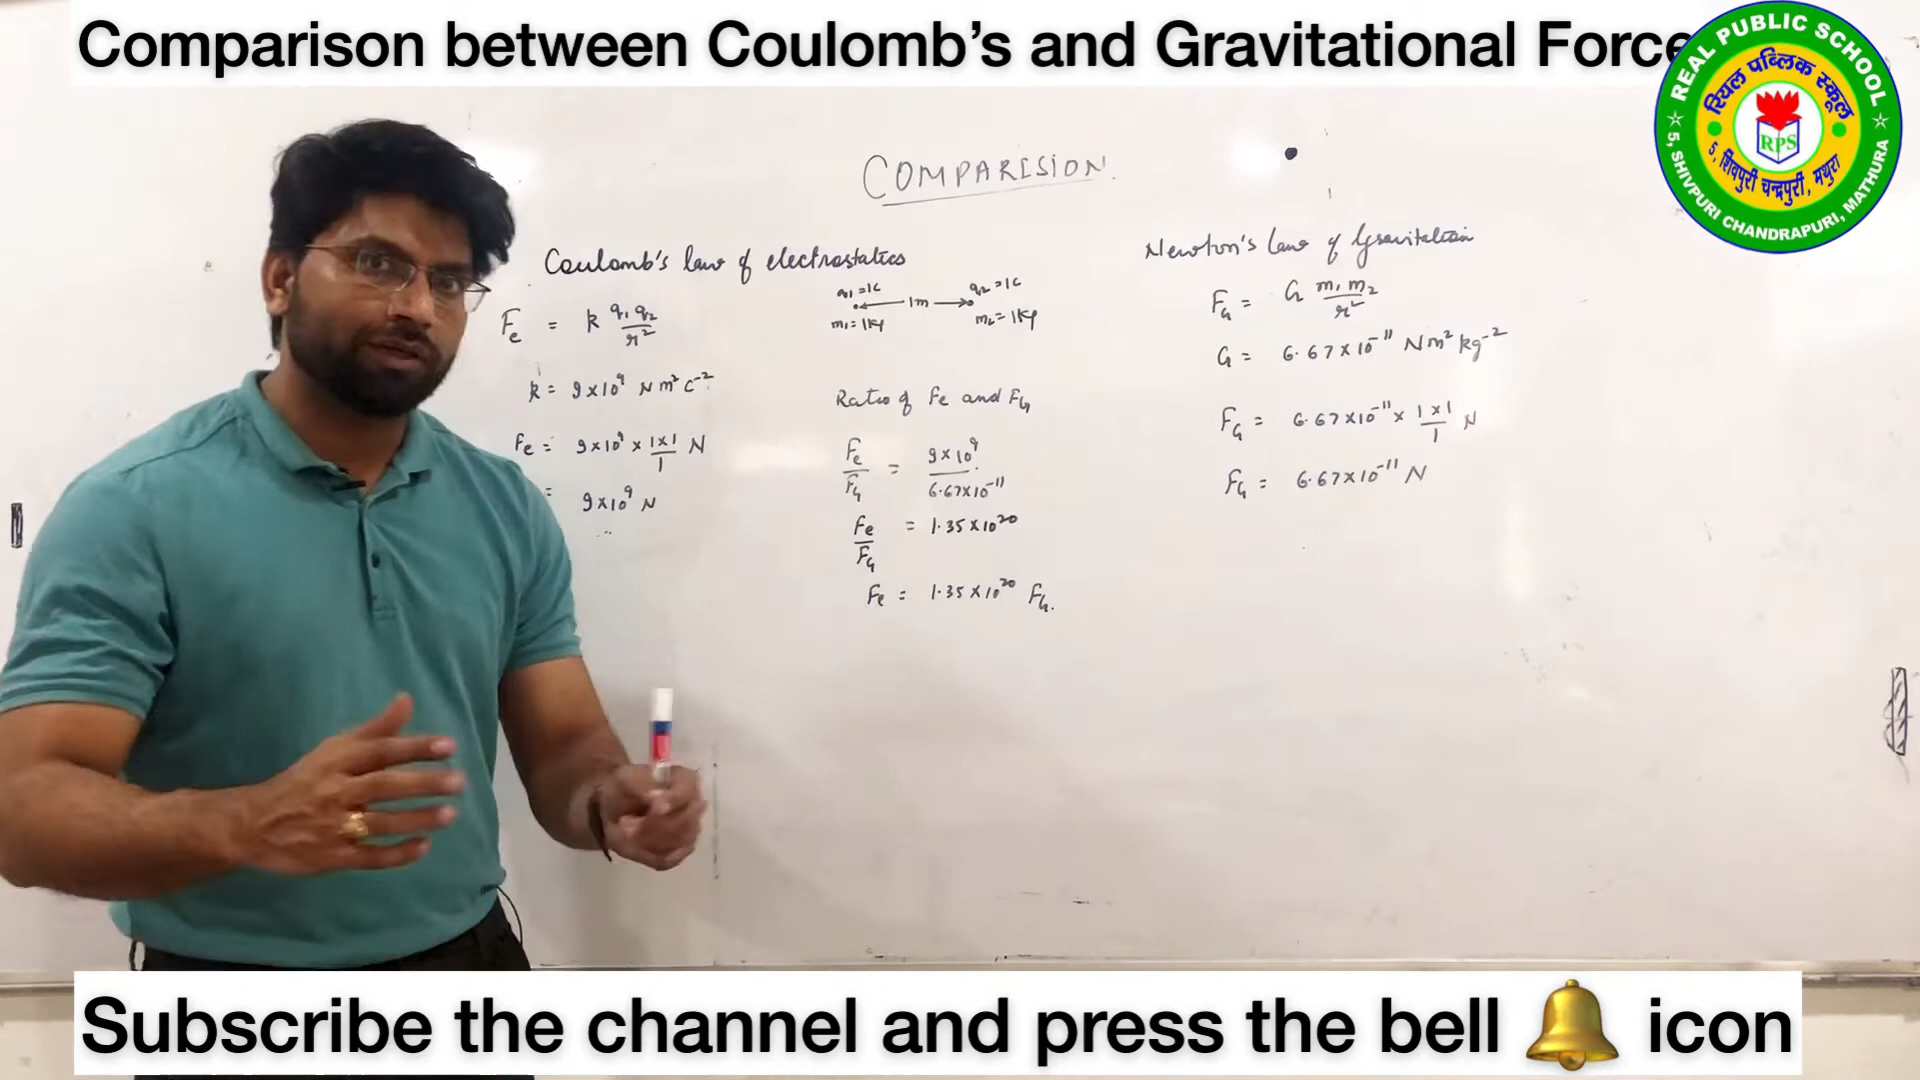 Comparison between Coulomb’s and Gravitational Force
REAL PUBLIC SCHOOL
रियल पब्लिक स्कूल
RPS
5, शिवपुरी चन्द्रपुरी, मथुरा
5, SHIVPURI CHANDRAPURI, MATHURA
COMPARISION.
Coulomb's law of electrostatics
Fe = k q1 q2 / r²
k = 9×10⁹ N m² C⁻²
Fe = 9×10⁹ × 1×1 / 1 N
= 9×10⁹ N
q1 = 1C q2 = 1C
1m
m1 = 1Kg m2 = 1Kg
Ratio of Fe and FG
Fe / FG = 9×10⁹ / 6.67×10⁻¹¹
Fe / FG = 1.35×10²⁰
Fe = 1.35×10²⁰ FG.
Newton's law of Gravitation
FG = G m1 m2 / r²
G = 6.67×10⁻¹¹ Nm² kg⁻²
FG = 6.67×10⁻¹¹ × 1×1 / 1 N
FG = 6.67×10⁻¹¹ N
Subscribe the channel and press the bell 🔔 icon